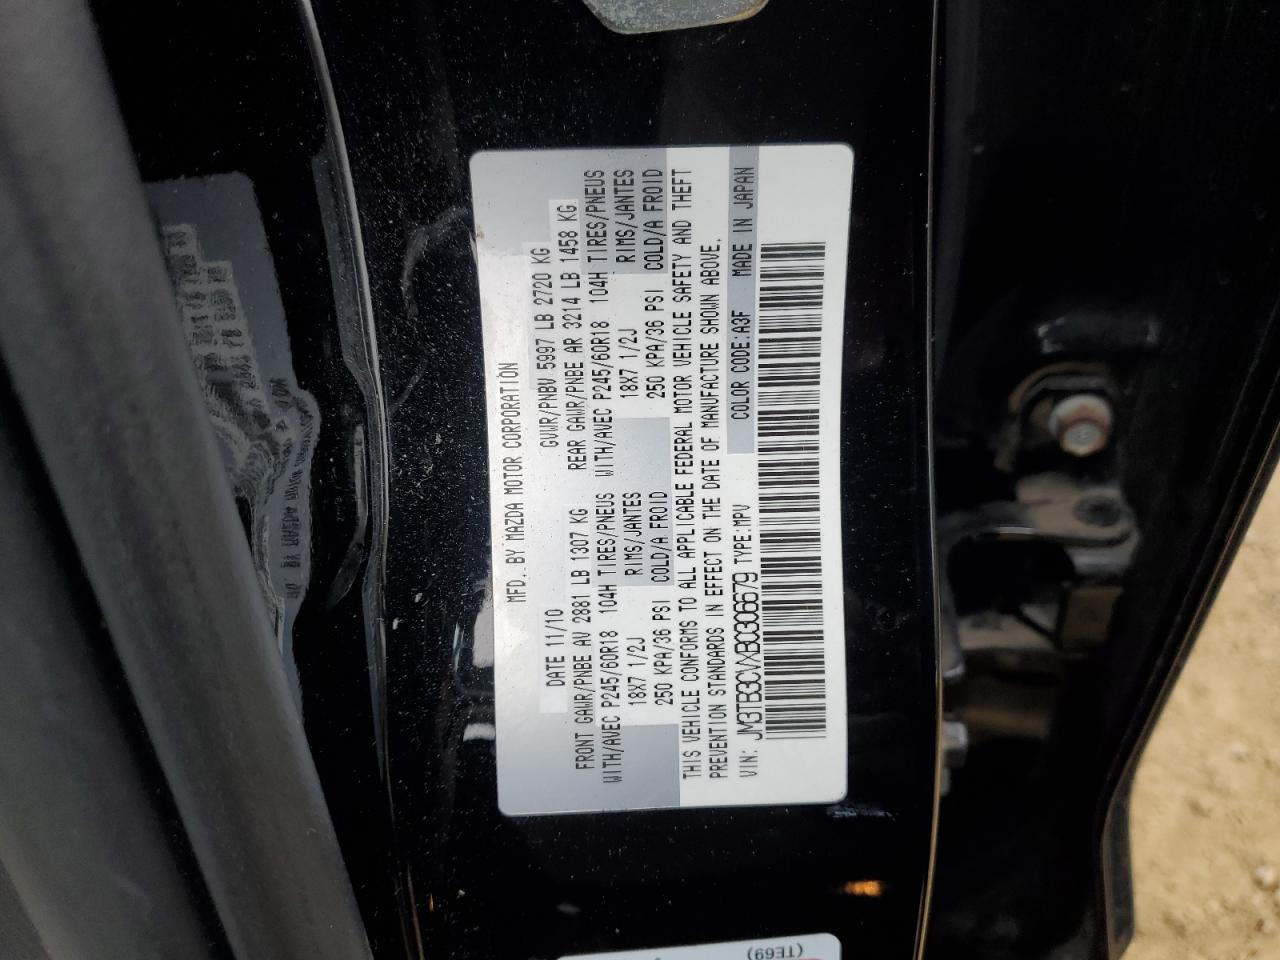 MFD. BY MAZDA MOTOR CORPORATION
DATE 11/10 GVWR/PNBV 5997 LB 2720 KG
FRONT GAWR/PNBE AV 2881 LB 1307 KG REAR GAWR/PNBE AR 3214 LB 1458 KG
WITH/AVEC P245/60R18 104H TIRES/PNEUS WITH/AVEC P245/60R18 104H TIRES/PNEUS
18X7 1/2J RIMS/JANTES 18X7 1/2J RIMS/JANTES
250 KPA/36 PSI COLD/A FROID 250 KPA/36 PSI COLD/A FROID
THIS VEHICLE CONFORMS TO ALL APPLICABLE FEDERAL MOTOR VEHICLE SAFETY AND THEFT
PREVENTION STANDARDS IN EFFECT ON THE DATE OF MANUFACTURE SHOWN ABOVE.
VIN: JM3TB3CVXB0306679 TYPE:MPV COLOR CODE:A3F MADE IN JAPAN
(TE69)